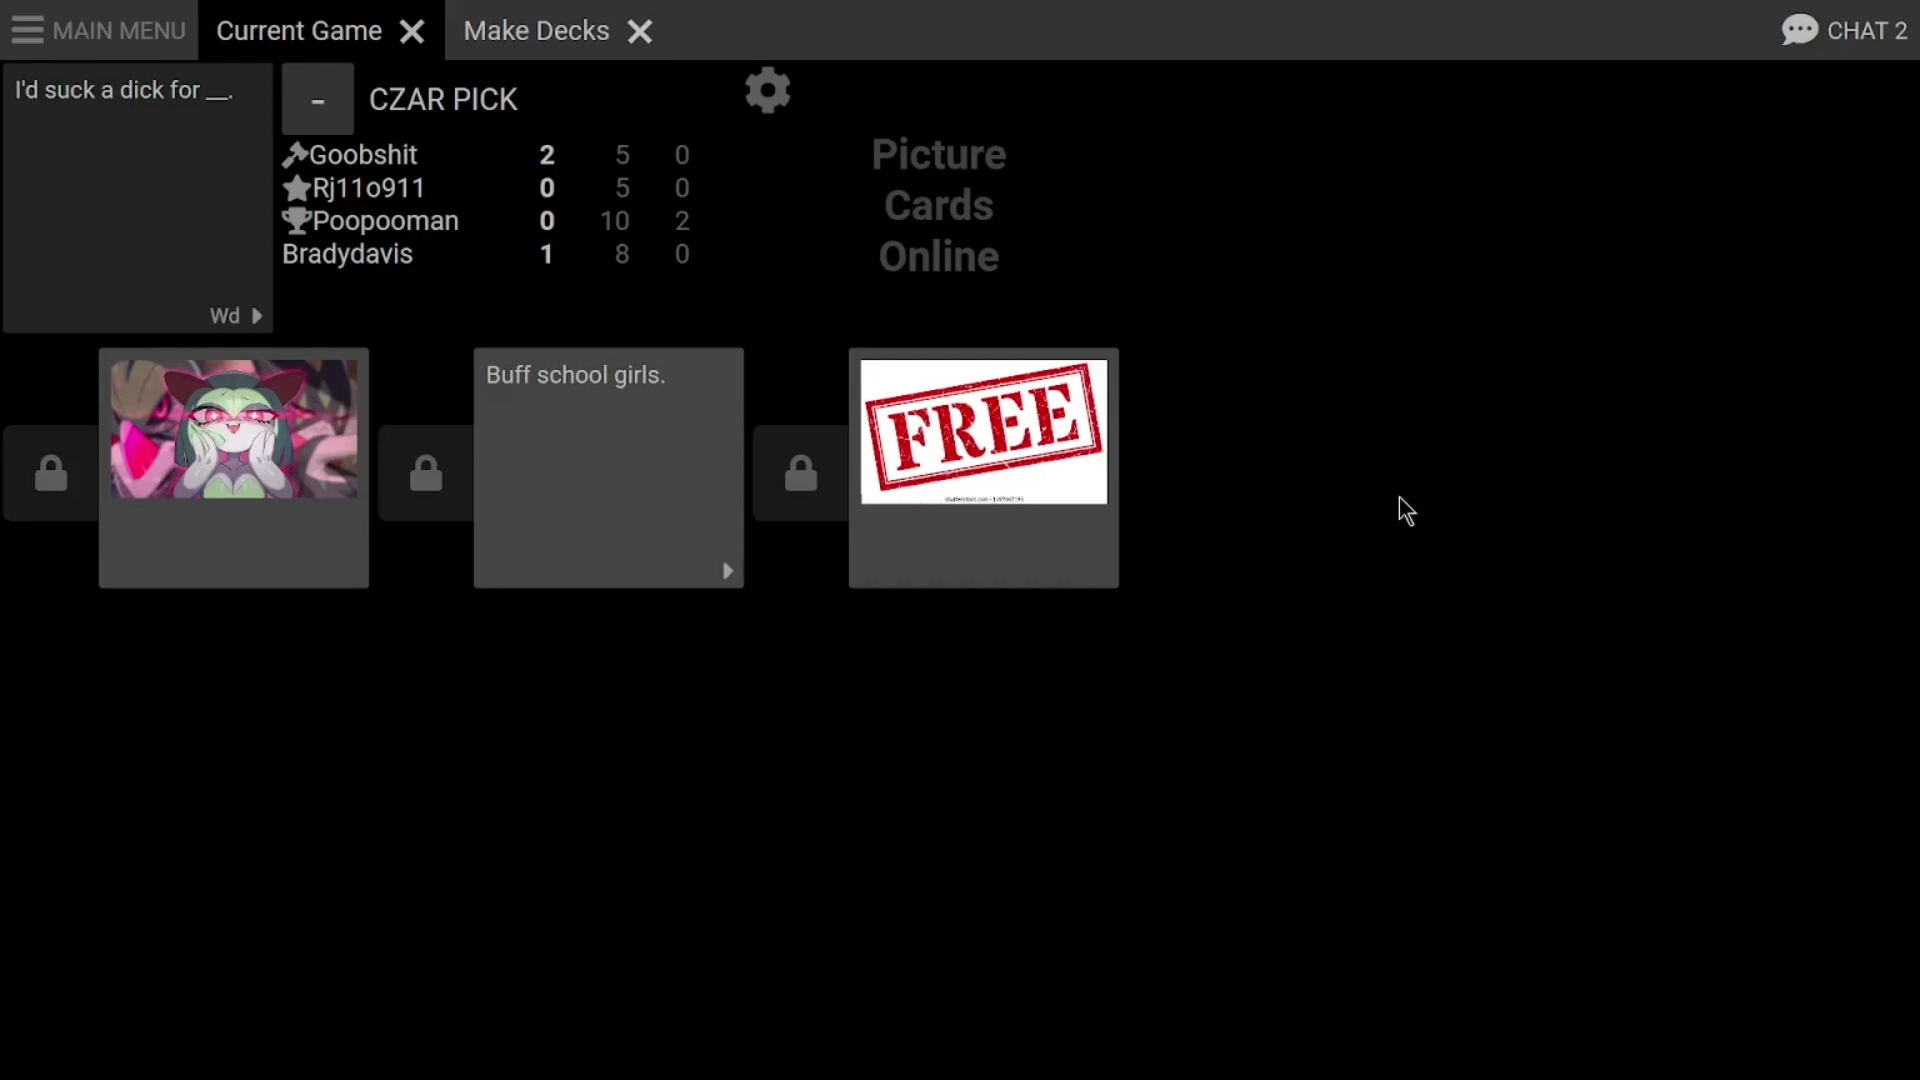 MAIN MENU
Current Game
Make Decks
CHAT 2
I'd suck a dick for __.
Wd
-
CZAR PICK
Goobshit 2 5 0
Rj11o911 0 5 0
Poopooman 0 10 2
Bradydavis 1 8 0
Picture
Cards
Online
Buff school girls.
FREE